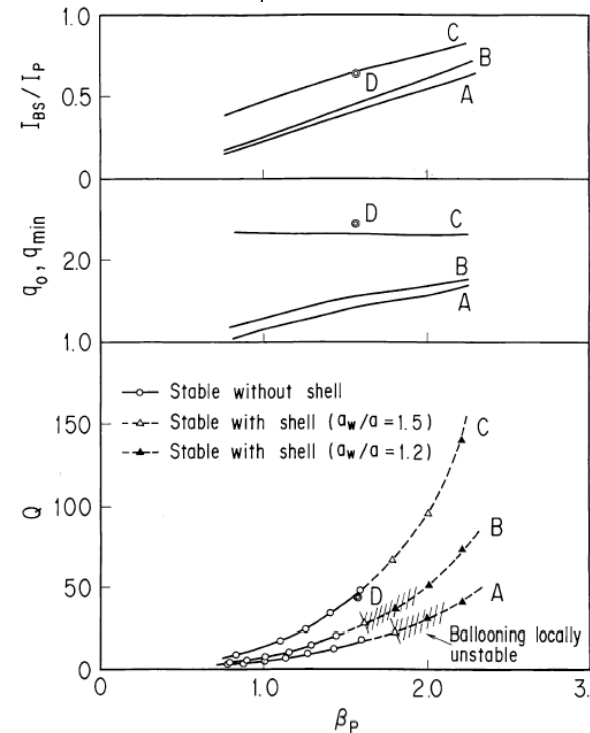 1.0
C
B
D
A
0.5
I_BS / I_P
0
D
C
2.0
B
A
q_o, q_min
1.0
Stable without shell
Stable with shell (a_w/a = 1.5)
Stable with shell (a_w/a = 1.2)
150
C
100
Q
B
50
D
A
Ballooning locally
unstable
0
0 1.0 2.0 3.
β_P